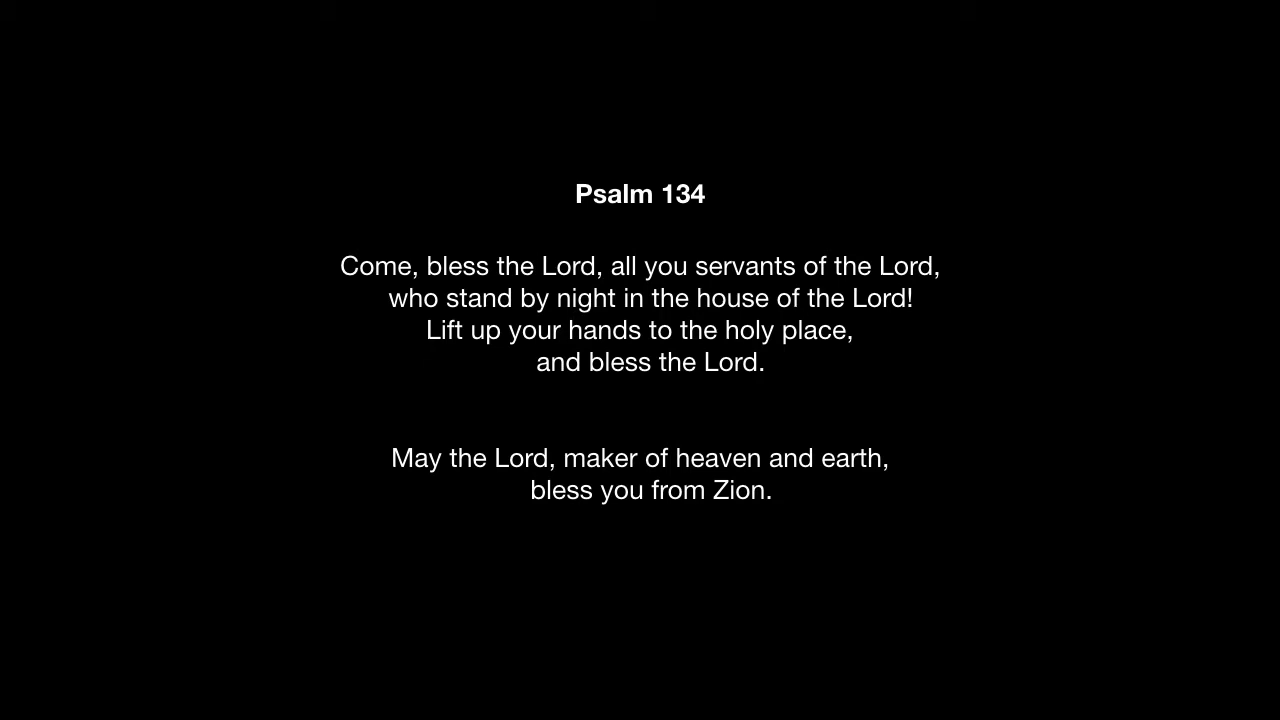 Psalm 134
Come, bless the Lord, all you servants of the Lord,
who stand by night in the house of the Lord!
Lift up your hands to the holy place,
and bless the Lord.
May the Lord, maker of heaven and earth,
bless you from Zion.